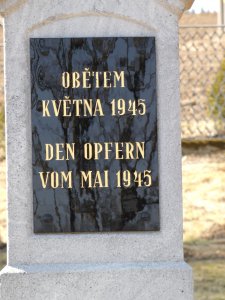 OBĚTEM
KVĚTNA 1945
DEN OPFERN
VOM MAI 1945